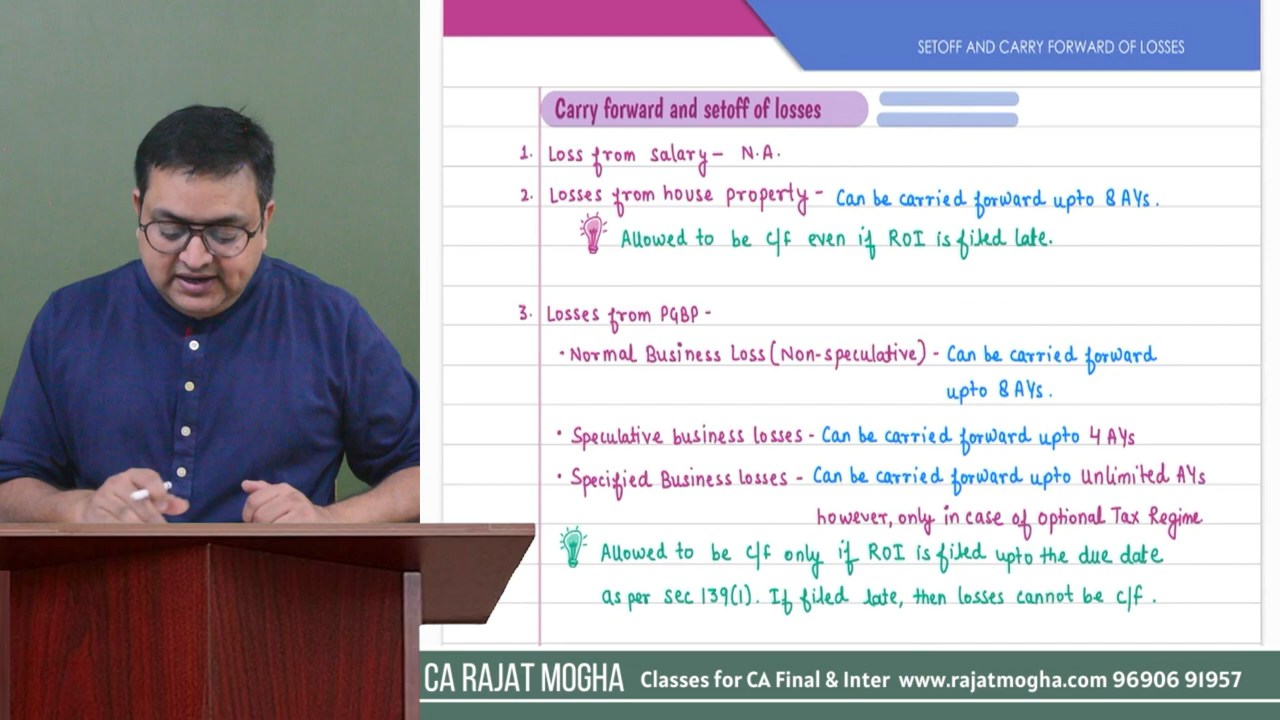 SETOFF AND CARRY FORWARD OF LOSSES
Carry forward and setoff of losses
1. Loss from salary - N.A.
2. Losses from house property - Can be carried forward upto 8 AYs.
Allowed to be c/f even if ROI is filed late.
3. Losses from PGBP -
• Normal Business Loss (Non-speculative) - Can be carried forward
upto 8 AYs.
• Speculative business losses - Can be carried forward upto 4 AYs
• Specified Business Losses - Can be carried forward upto Unlimited AYs
however, only in case of optional Tax Regime
Allowed to be c/f only if ROI is filed upto the due date
as per sec 139(1). If filed late, then losses cannot be c/f.
CA RAJAT MOGHA Classes for CA Final & Inter www.rajatmogha.com 96906 91957